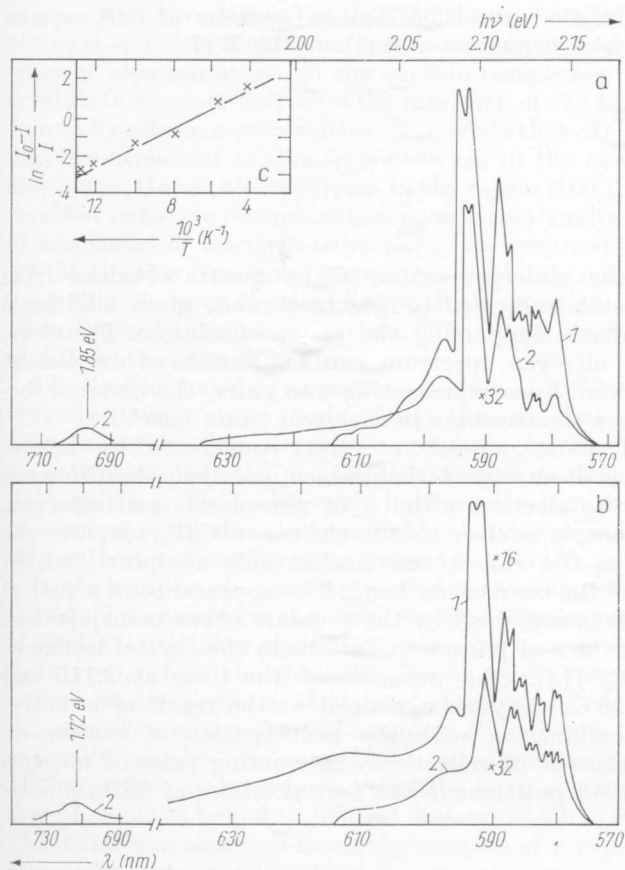 hν (eV)
2.00 2.05 2.10 2.15
a
2
0
-2
-4
ln I₀-I / I
c
12 8 4
10³/T (K⁻¹)
1.85 eV
2
1
2
×32
710 690 630 610 590 570
b
×16
1
1.72 eV
2
2
×32
730 690 630 610 590 570
λ (nm)